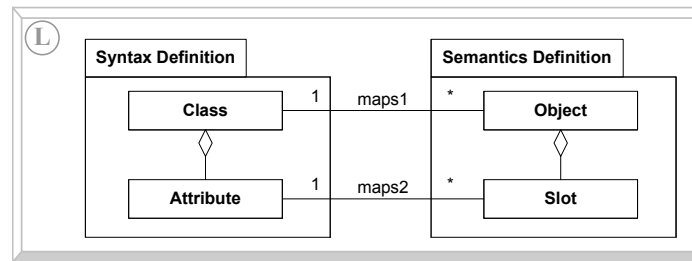 L
Syntax Definition
Semantics Definition
Class
1
maps1
*
Object
Attribute
1
maps2
*
Slot